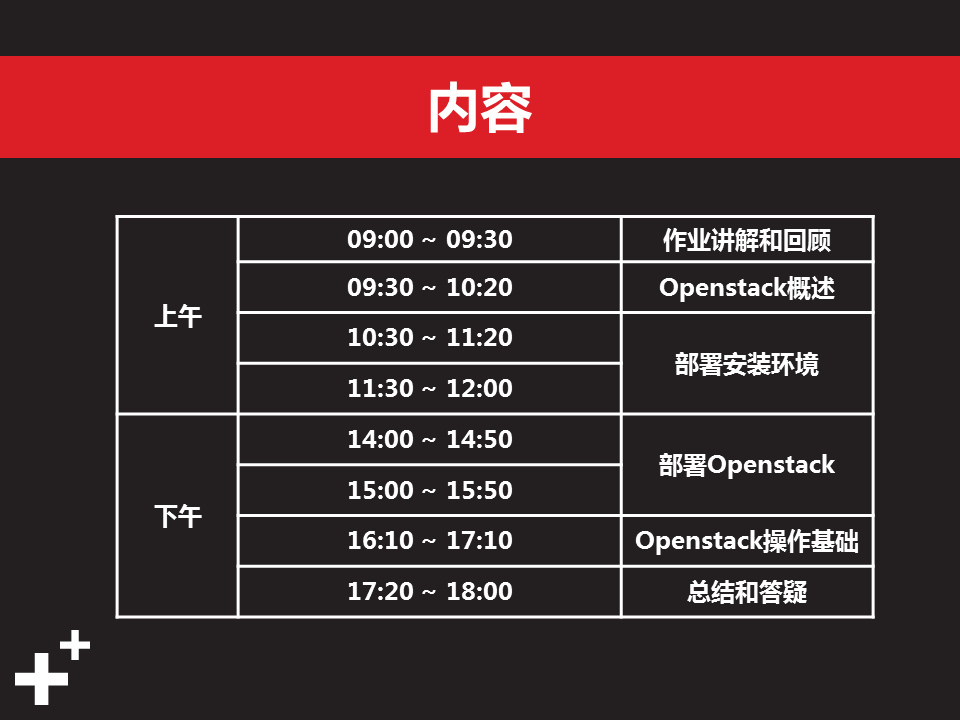 内容
上午
09:00 ~ 09:30
作业讲解和回顾
09:30 ~ 10:20
Openstack概述
10:30 ~ 11:20
部署安装环境
11:30 ~ 12:00
下午
14:00 ~ 14:50
部署Openstack
15:00 ~ 15:50
16:10 ~ 17:10
Openstack操作基础
17:20 ~ 18:00
总结和答疑